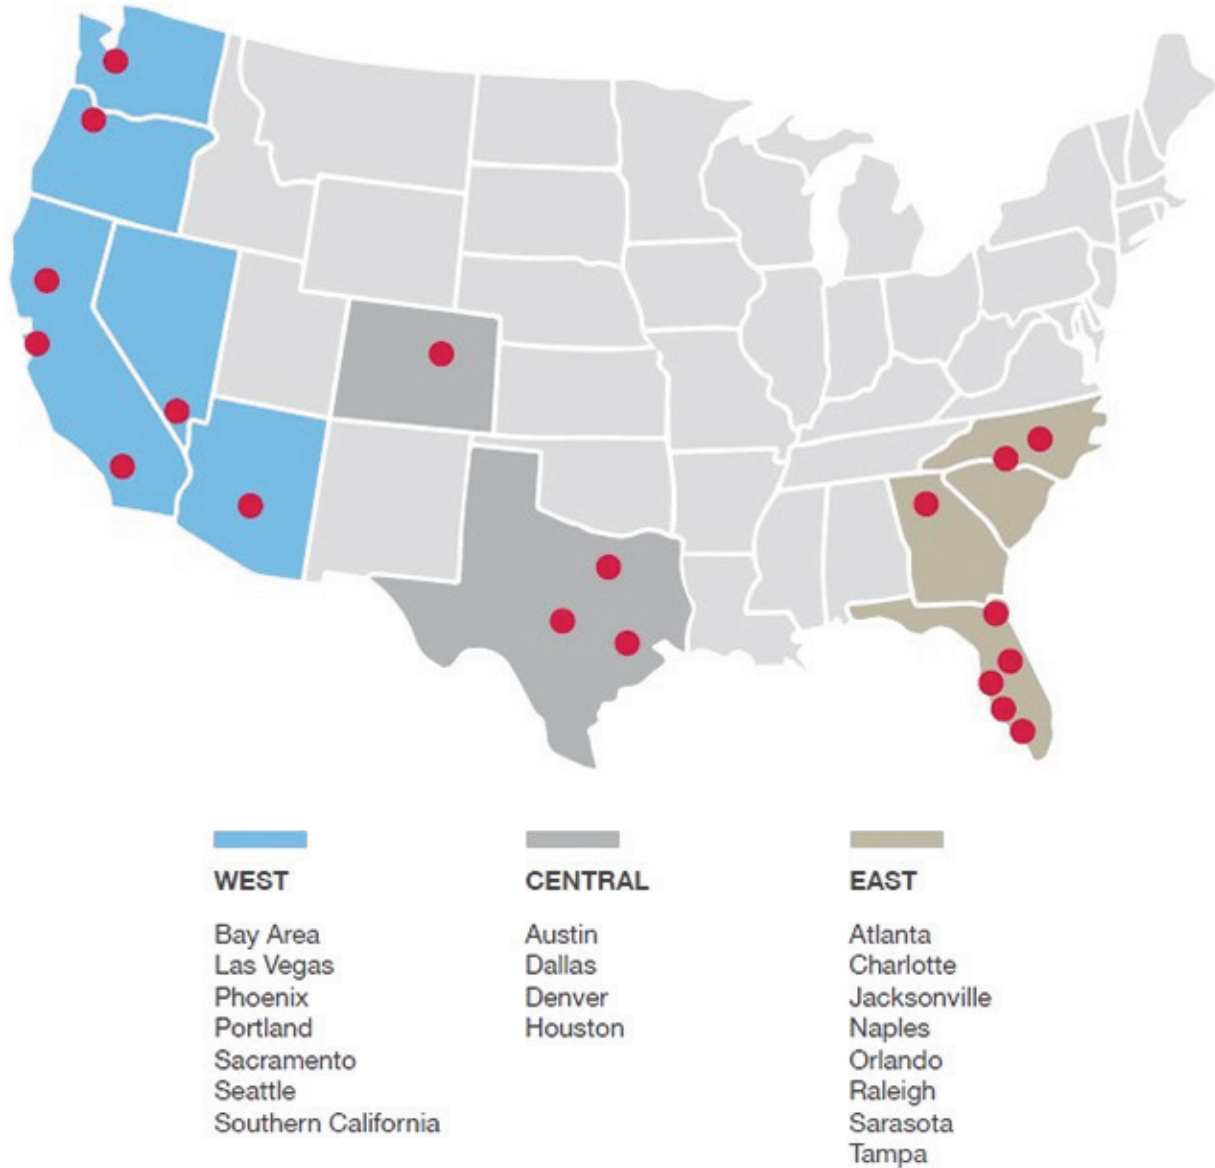 WEST
Bay Area
Las Vegas
Phoenix
Portland
Sacramento
Seattle
Southern California
CENTRAL
Austin
Dallas
Denver
Houston
EAST
Atlanta
Charlotte
Jacksonville
Naples
Orlando
Raleigh
Sarasota
Tampa